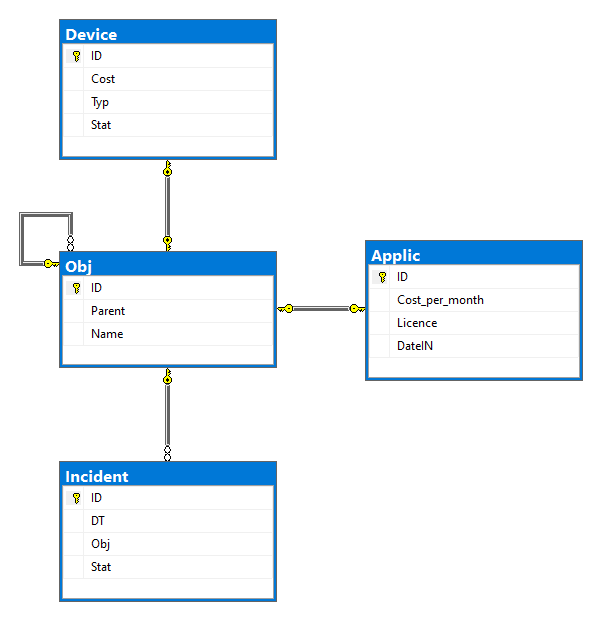 Device
ID
Cost
Typ
Stat
Obj
ID
Parent
Name
Applic
ID
Cost_per_month
Licence
DateIN
Incident
ID
DT
Obj
Stat